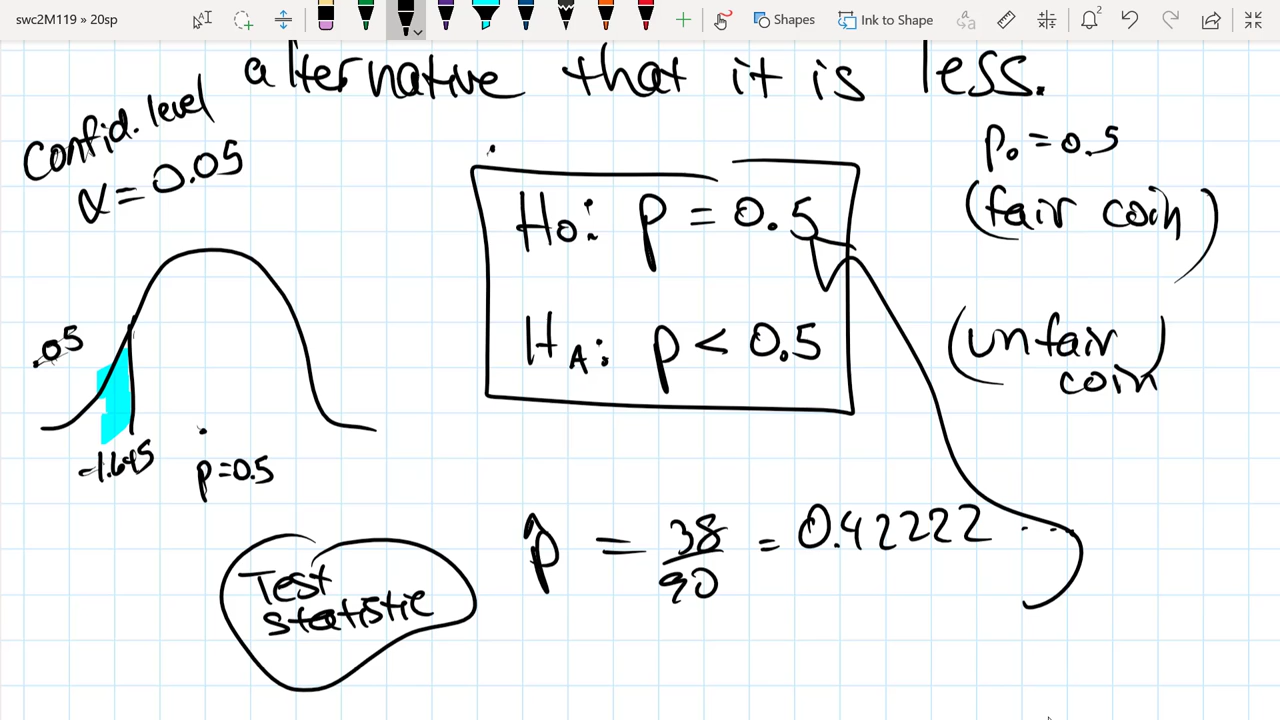 swc2M119 » 20sp
Shapes
Ink to Shape
2
alternative that it is less.
Confid. level
α = 0.05
p₀ = 0.5
(fair coin)
H₀: p = 0.5
Hₐ: p < 0.5
(unfair coin)
.05
-1.645
p = 0.5
p̂ = 38/90 = 0.42222 ...
Test
statistic